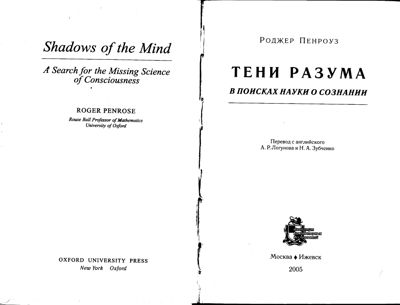 Shadows of the Mind
A Search for the Missing Science
of Consciousness
ROGER PENROSE
Rouse Ball Professor of Mathematics
University of Oxford
OXFORD UNIVERSITY PRESS
New York Oxford
РОДЖЕР ПЕНРОУЗ
ТЕНИ РАЗУМА
В ПОИСКАХ НАУКИ О СОЗНАНИИ
Перевод с английского
А. Р. Логунова и Н. А. Зубченко
Москва ♦ Ижевск
2005